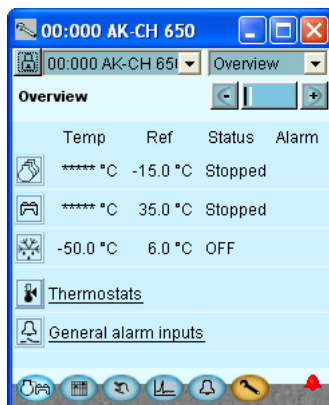 00:000 AK-CH 650
00:000 AK-CH 65 Overview
Overview
Temp Ref Status Alarm
***** °C -15.0 °C Stopped
***** °C 35.0 °C Stopped
-50.0 °C 6.0 °C OFF
Thermostats
General alarm inputs